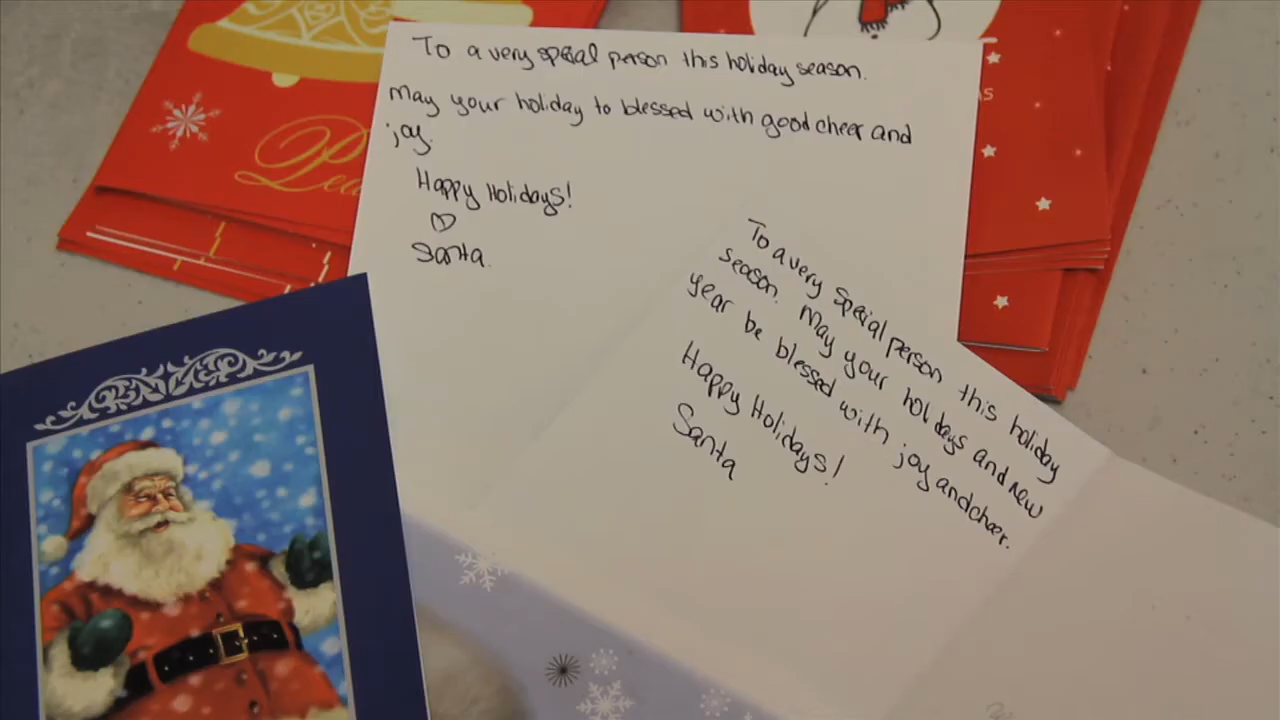 To a very special person this holiday season.
May your holiday to blessed with good cheer and
joy.
Happy Holidays!
♡
Santa.
To a very special person this holiday
season. May your holidays and new
year be blessed with joy and cheer.
Happy Holidays!
Santa